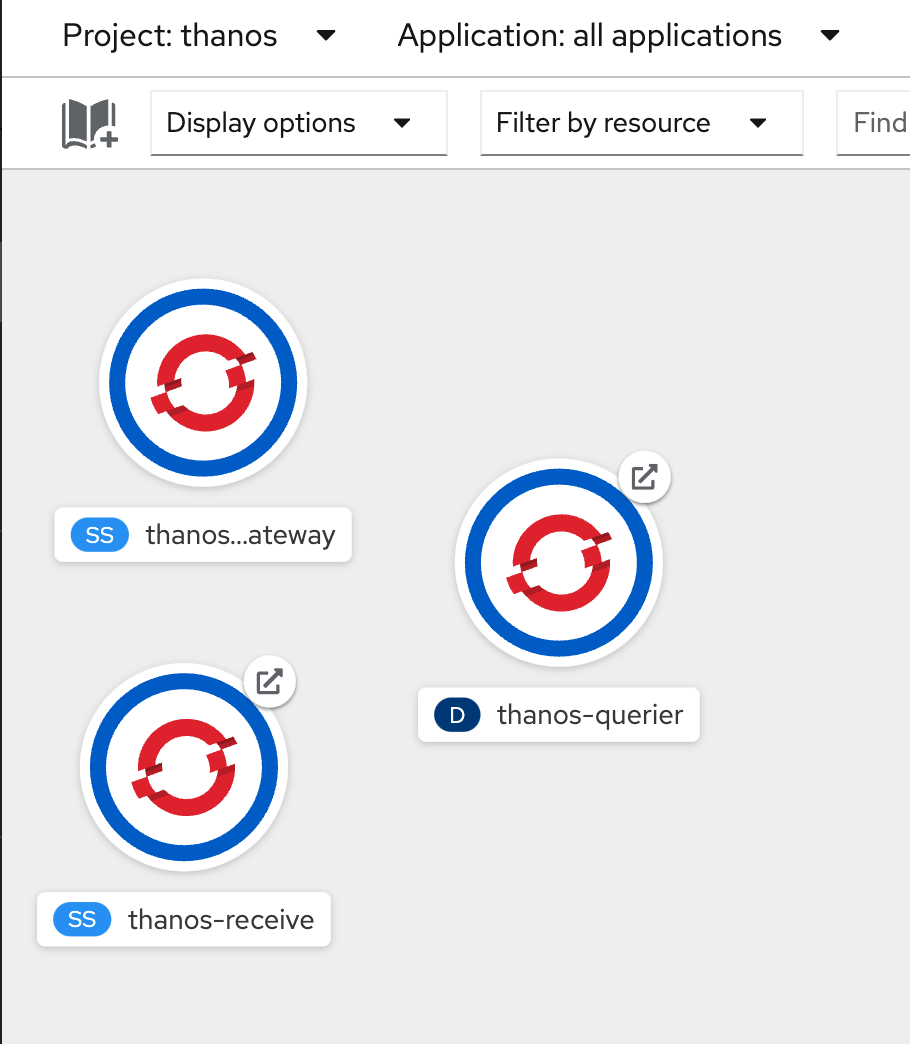 Project: thanos Application: all applications
Display options Filter by resource Find
SS thanos...ateway
D thanos-querier
SS thanos-receive